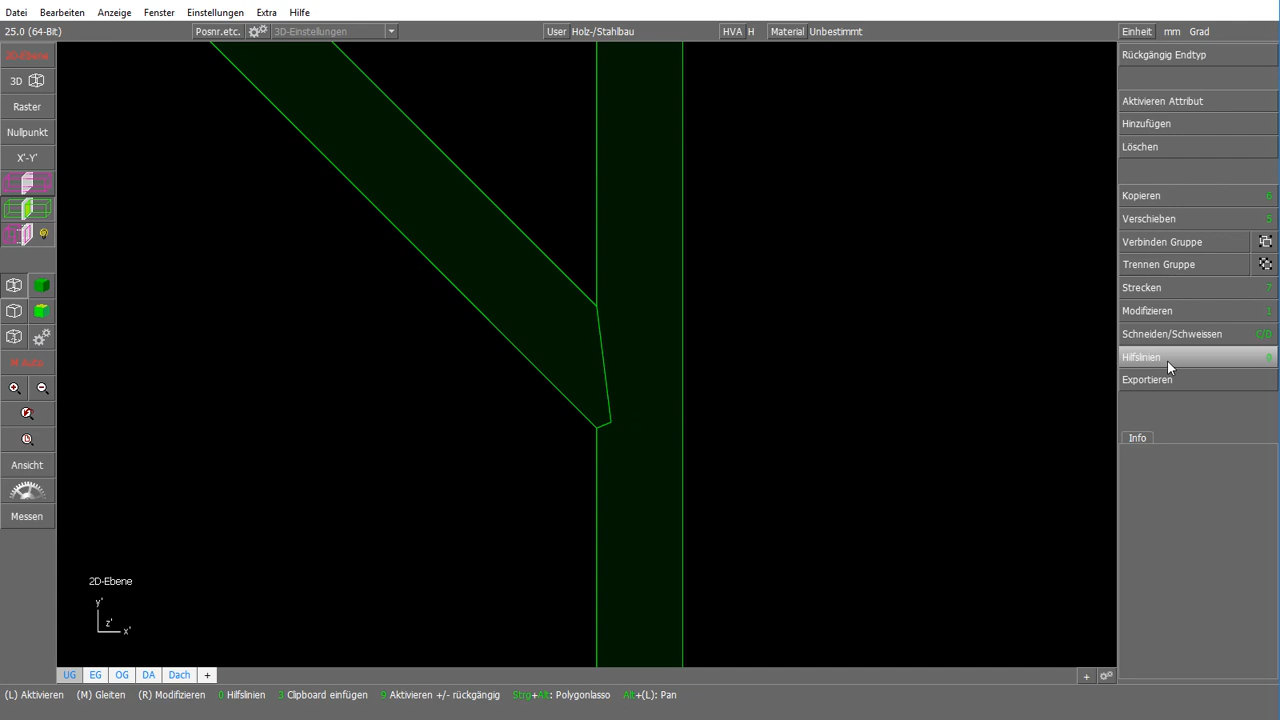 Datei Bearbeiten Anzeige Fenster Einstellungen Extra Hilfe
25.0 (64-Bit) Posnr.etc. 3D-Einstellungen User Holz-/Stahlbau HVA H Material Unbestimmt Einheit mm Grad
2D-Ebene
3D
Raster
Nullpunkt
X'-Y'
M Auto
Ansicht
Messen
Rückgängig Endtyp
Aktivieren Attribut
Hinzufügen
Löschen
Kopieren 6
Verschieben 5
Verbinden Gruppe
Trennen Gruppe
Strecken 7
Modifizieren 1
Schneiden/Schweissen C/D
Hilfslinien 0
Exportieren
Info
2D-Ebene
y'
z' x'
UG EG OG DA Dach +
+
(L) Aktivieren (M) Gleiten (R) Modifizieren 0 Hilfslinien 3 Clipboard einfügen 9 Aktivieren +/- rückgängig Strg+Alt: Polygonlasso Alt+(L): Pan